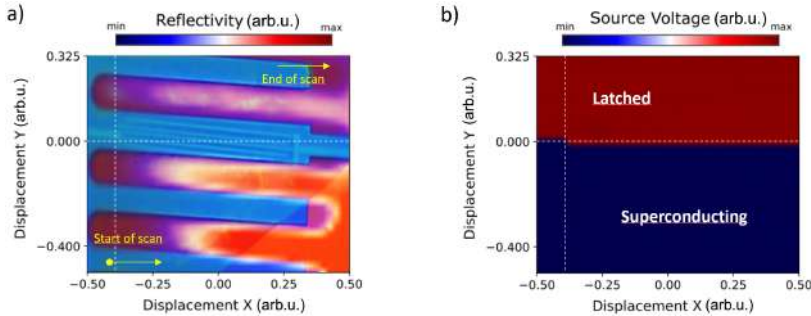 a)
Reflectivity (arb.u.)
min
max
0.325
0.000
−0.400
Displacement Y (arb.u.)
End of scan
Start of scan
−0.50
−0.25
0.00
0.25
0.50
Displacement X (arb.u.)
b)
Source Voltage (arb.u.)
min
max
0.325
0.000
−0.400
Displacement Y (arb.u.)
Latched
Superconducting
−0.50
−0.25
0.00
0.25
0.50
Displacement X (arb.u.)